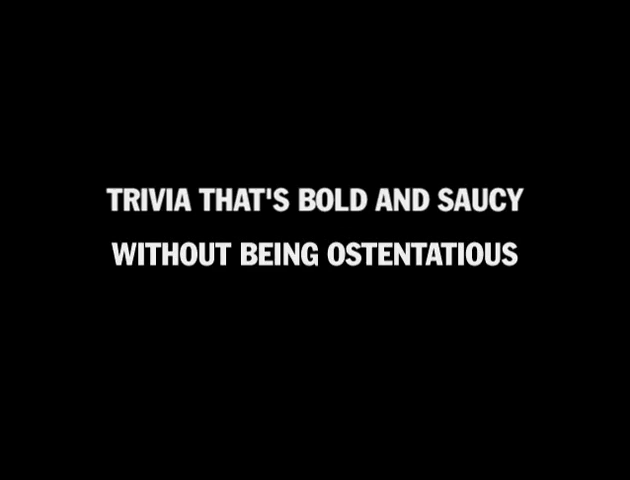 TRIVIA THAT'S BOLD AND SAUCY
WITHOUT BEING OSTENTATIOUS